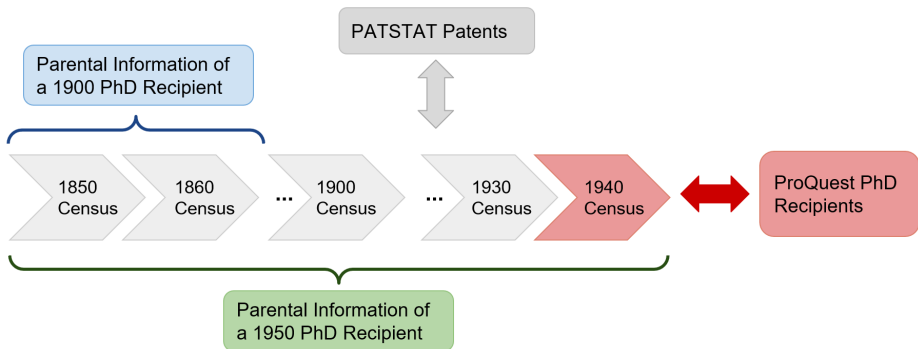 PATSTAT Patents
Parental Information of
a 1900 PhD Recipient
1850
Census
1860
Census
...
1900
Census
...
1930
Census
1940
Census
ProQuest PhD
Recipients
Parental Information of
a 1950 PhD Recipient